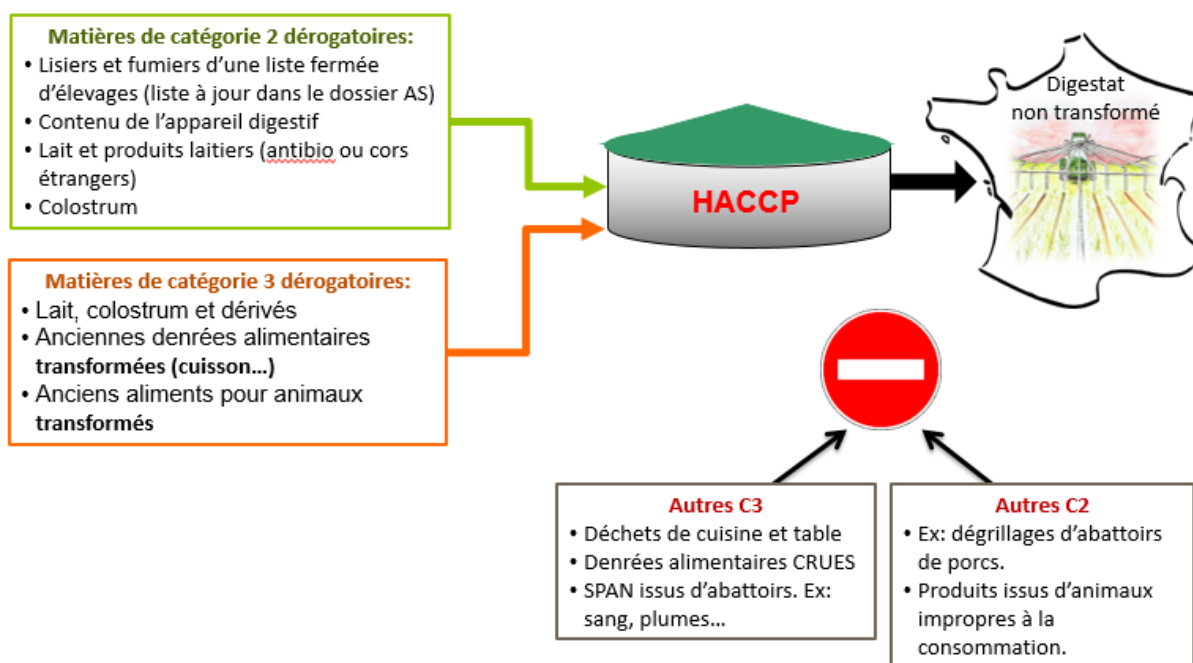 Matières de catégorie 2 dérogatoires:
• Lisiers et fumiers d’une liste fermée
d’élevages (liste à jour dans le dossier AS)
• Contenu de l’appareil digestif
• Lait et produits laitiers (antibio ou cors
étrangers)
• Colostrum
Matières de catégorie 3 dérogatoires:
• Lait, colostrum et dérivés
• Anciennes denrées alimentaires
transformées (cuisson…)
• Anciens aliments pour animaux
transformés
HACCP
Digestat
non transformé
Autres C3
• Déchets de cuisine et table
• Denrées alimentaires CRUES
• SPAN issus d’abattoirs. Ex:
sang, plumes…
Autres C2
• Ex: dégrillages d’abattoirs
de porcs.
• Produits issus d’animaux
impropres à la
consommation.